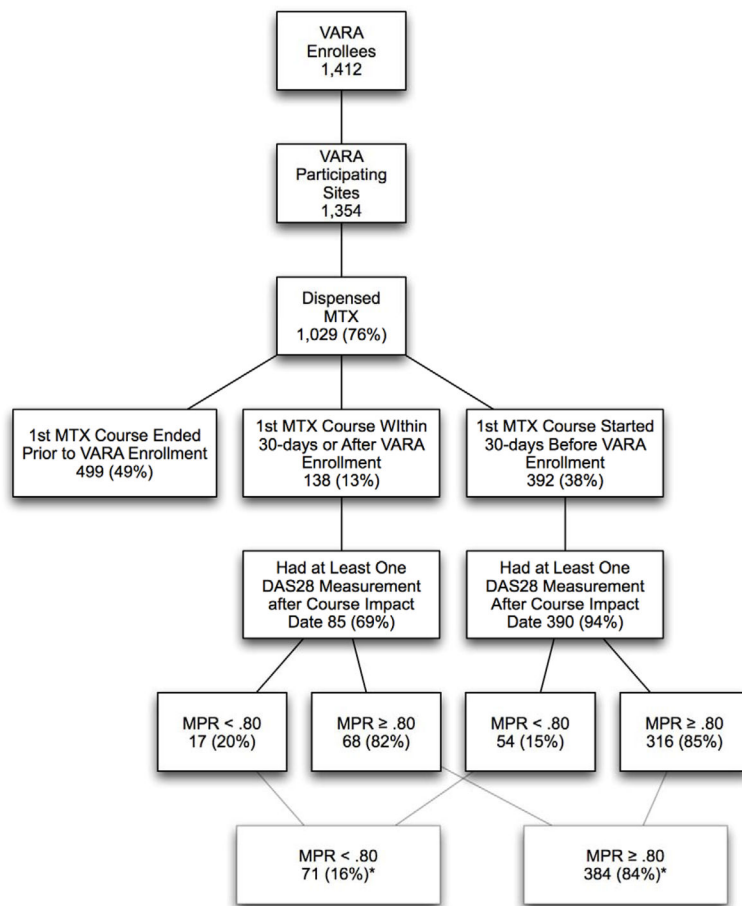 VARA
Enrollees
1,412
VARA
Participating
Sites
1,354
Dispensed
MTX
1,029 (76%)
1st MTX Course Ended
Prior to VARA Enrollment
499 (49%)
1st MTX Course WIthin
30-days or After VARA
Enrollment
138 (13%)
1st MTX Course Started
30-days Before VARA
Enrollment
392 (38%)
Had at Least One
DAS28 Measurement
after Course Impact
Date 85 (69%)
Had at Least One
DAS28 Measurement
After Course Impact
Date 390 (94%)
MPR < .80
17 (20%)
MPR ≥ .80
68 (82%)
MPR < .80
54 (15%)
MPR ≥ .80
316 (85%)
MPR < .80
71 (16%)*
MPR ≥ .80
384 (84%)*